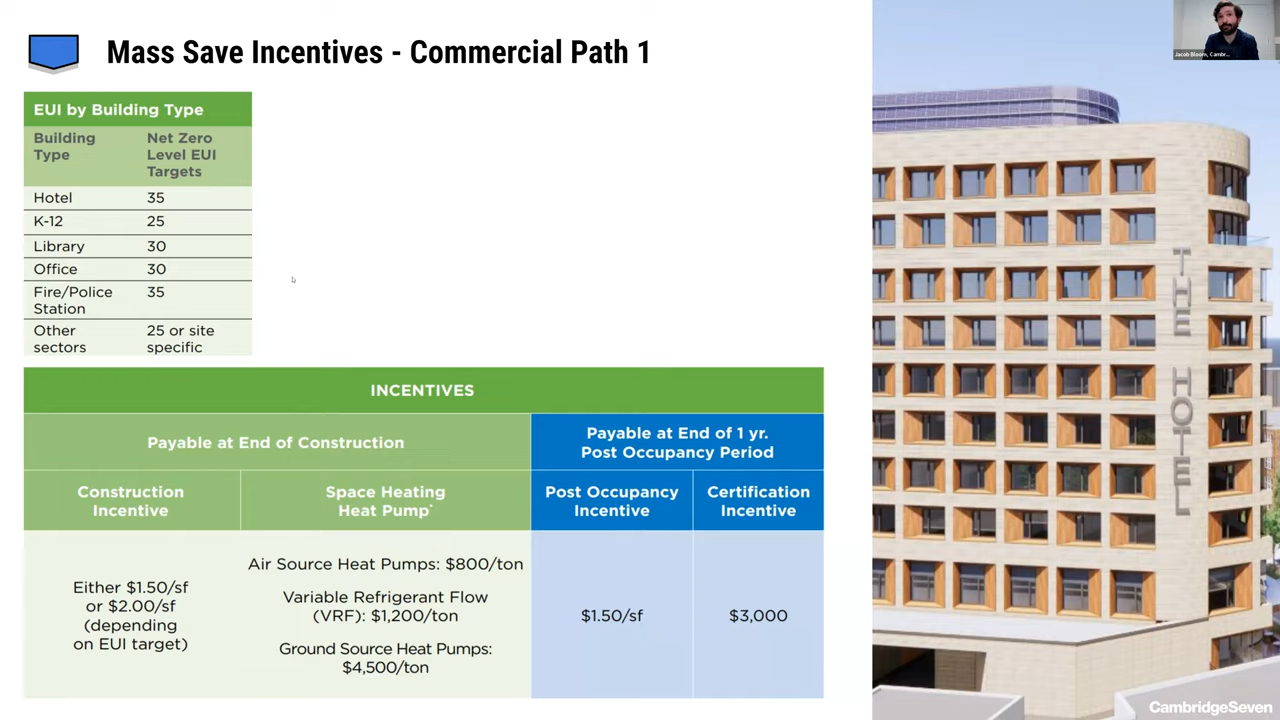 Mass Save Incentives - Commercial Path 1
EUI by Building Type
Building Type
Net Zero Level EUI Targets
Hotel 35
K-12 25
Library 30
Office 30
Fire/Police Station 35
Other sectors 25 or site specific
INCENTIVES
Payable at End of Construction
Payable at End of 1 yr.
Post Occupancy Period
Construction
Incentive
Space Heating
Heat Pump*
Post Occupancy
Incentive
Certification
Incentive
Either $1.50/sf
or $2.00/sf
(depending
on EUI target)
Air Source Heat Pumps: $800/ton
Variable Refrigerant Flow
(VRF): $1,200/ton
Ground Source Heat Pumps:
$4,500/ton
$1.50/sf
$3,000
THE HOTEL
Jacob Bloom, Cambr...
CambridgeSeven